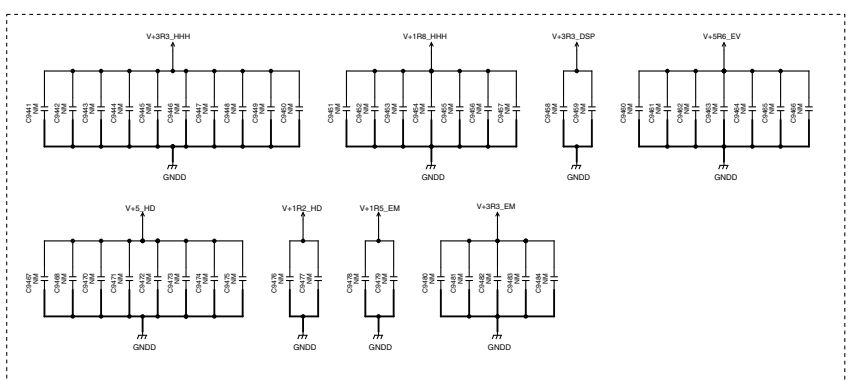 V+3R3_HHH
V+1R8_HHH
V+3R3_DSP
V+5R6_EV
C9441 NM
C9442 NM
C9443 NM
C9444 NM
C9445 NM
C9446 NM
C9447 NM
C9448 NM
C9449 NM
C9450 NM
C9451 NM
C9452 NM
C9453 NM
C9454 NM
C9455 NM
C9456 NM
C9457 NM
C9458 NM
C9459 NM
C9460 NM
C9461 NM
C9462 NM
C9463 NM
C9464 NM
C9465 NM
C9466 NM
GNDD
GNDD
GNDD
GNDD
V+5_HD
V+1R2_HD
V+1R5_EM
V+3R3_EM
C9467 NM
C9468 NM
C9470 NM
C9471 NM
C9472 NM
C9473 NM
C9474 NM
C9475 NM
C9476 NM
C9477 NM
C9478 NM
C9479 NM
C9480 NM
C9481 NM
C9482 NM
C9483 NM
C9484 NM
GNDD
GNDD
GNDD
GNDD